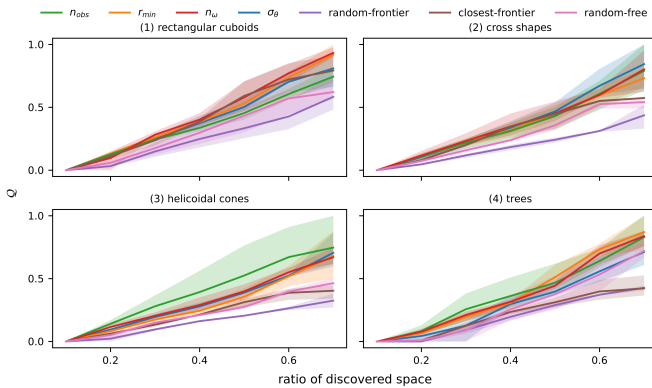 n_obs r_min n_ω σ_θ random-frontier closest-frontier random-free
(1) rectangular cuboids (2) cross shapes
1.0
0.5
0.0
(3) helicoidal cones (4) trees
𝒬
1.0
0.5
0.0
0.2 0.4 0.6 0.2 0.4 0.6
ratio of discovered space